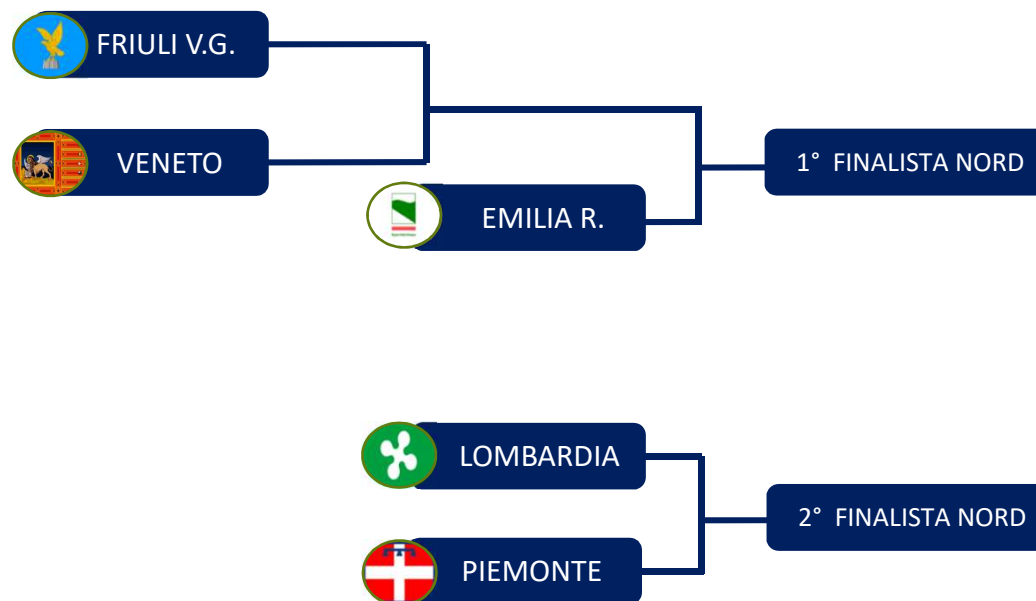 FRIULI V.G.
VENETO
1° FINALISTA NORD
EMILIA R.
LOMBARDIA
2° FINALISTA NORD
PIEMONTE